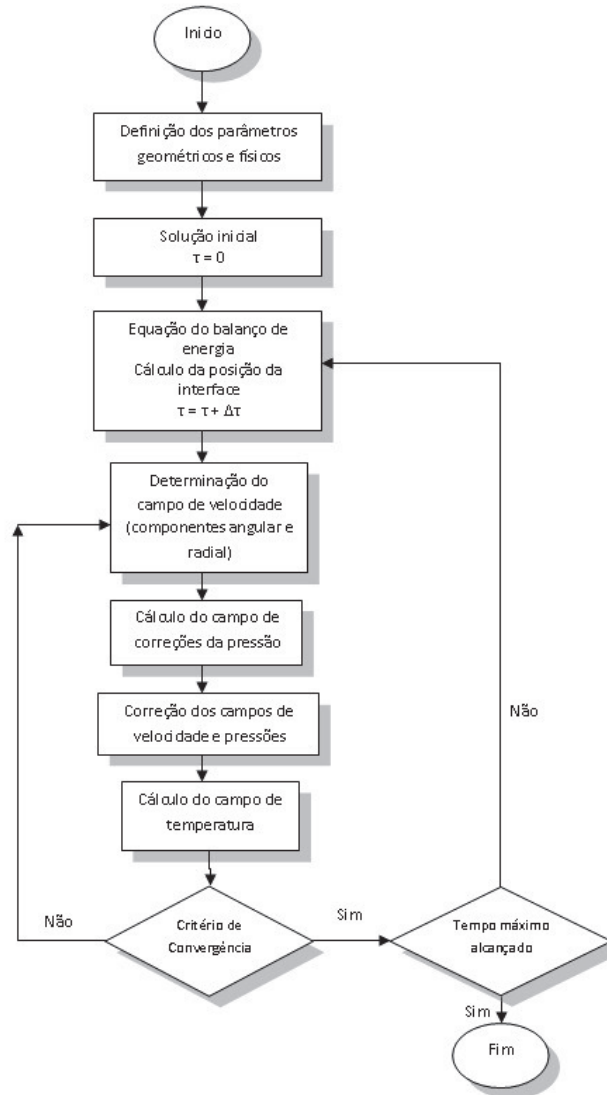 Inicio
Definição dos parâmetros
geométricos e físicos
Solução inicial
τ = 0
Equação do balanço de
energia
Cálculo da posição da
interface
τ = τ + Δτ
Determinação do
campo de velocidade
(componentes angular e
radial)
Cálculo do campo de
correções da pressão
Correção dos campos de
velocidade e pressões
Cálculo do campo de
temperatura
Critério de
Convergência
Não
Sim
Tempo máximo
alcançado
Não
Sim
Fim